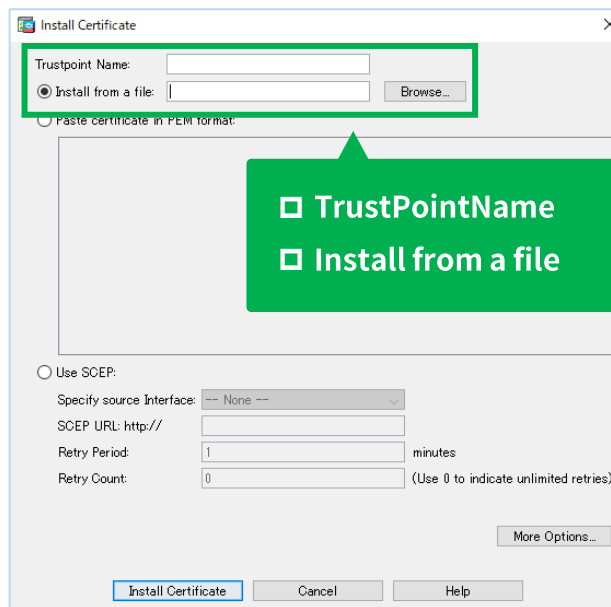 Install Certificate
Trustpoint Name:
Install from a file:
Browse...
Paste certificate in PEM format:
TrustPointName
Install from a file
Use SCEP:
Specify source Interface: -- None --
SCEP URL: http://
Retry Period: 1 minutes
Retry Count: 0 (Use 0 to indicate unlimited retries)
More Options...
Install Certificate Cancel Help